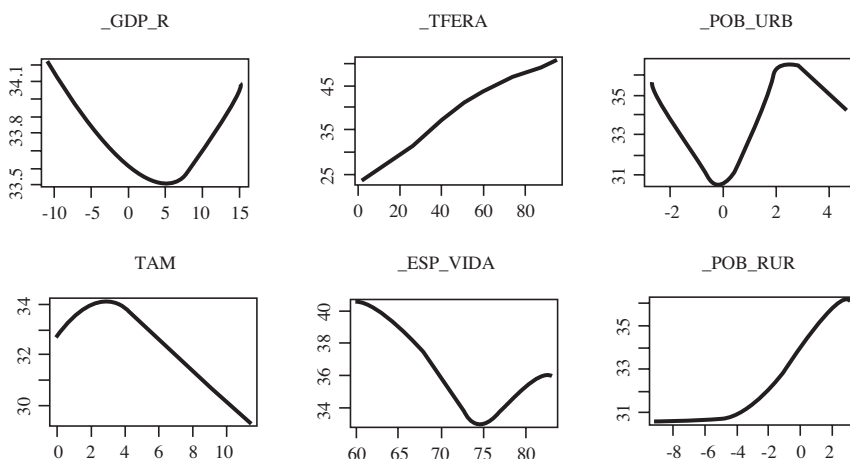 _GDP_R
_TFERA
_POB_URB
34.1
33.8
33.5
-10 -5 0 5 10 15
45
35
25
0 20 40 60 80
35
33
31
-2 0 2 4
TAM
_ESP_VIDA
_POB_RUR
34
32
30
0 2 4 6 8 10
40
38
36
34
60 65 70 75 80
35
33
31
-8 -6 -4 -2 0 2